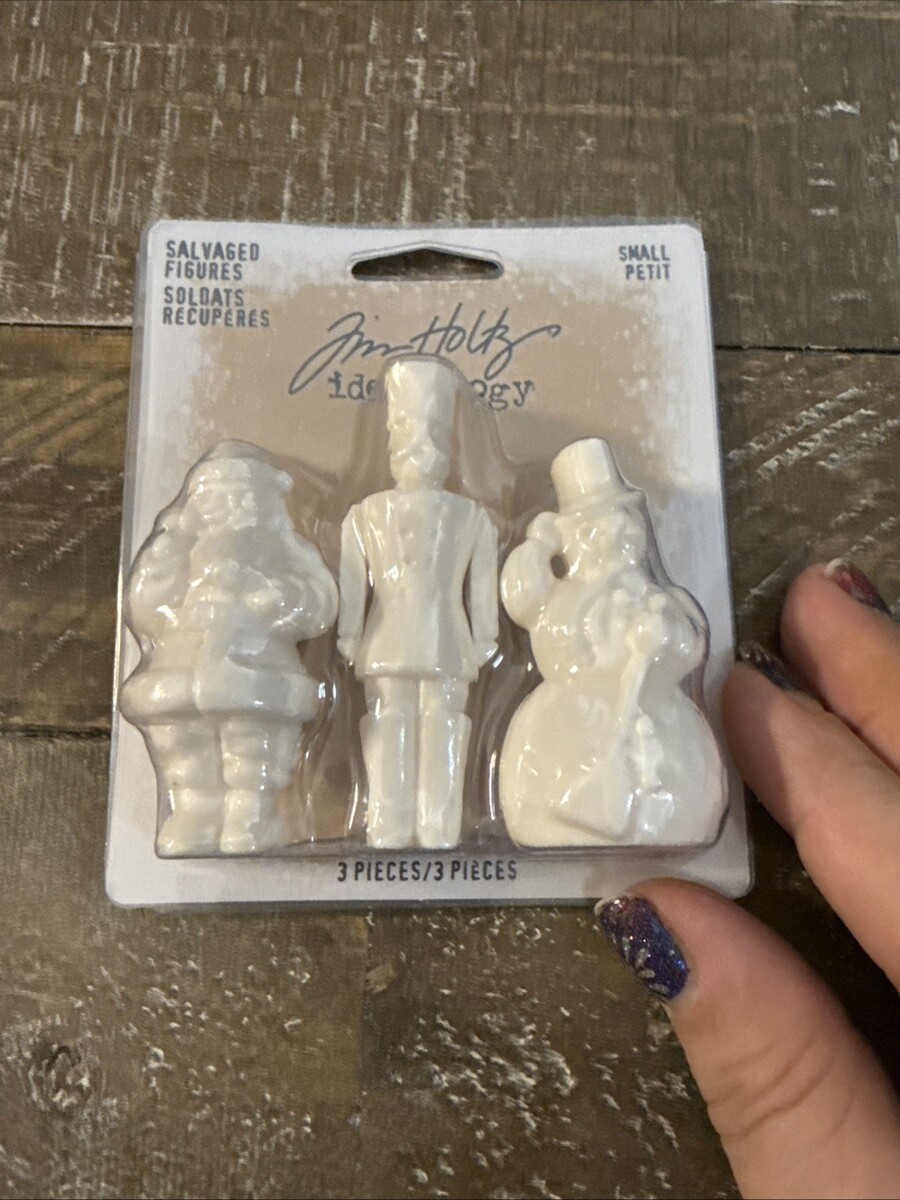 SALVAGED
FIGURES
SOLDATS
RÉCUPÉRÉS
SMALL
PETIT
Tim Holtz
3 PIECES/3 PIÈCES